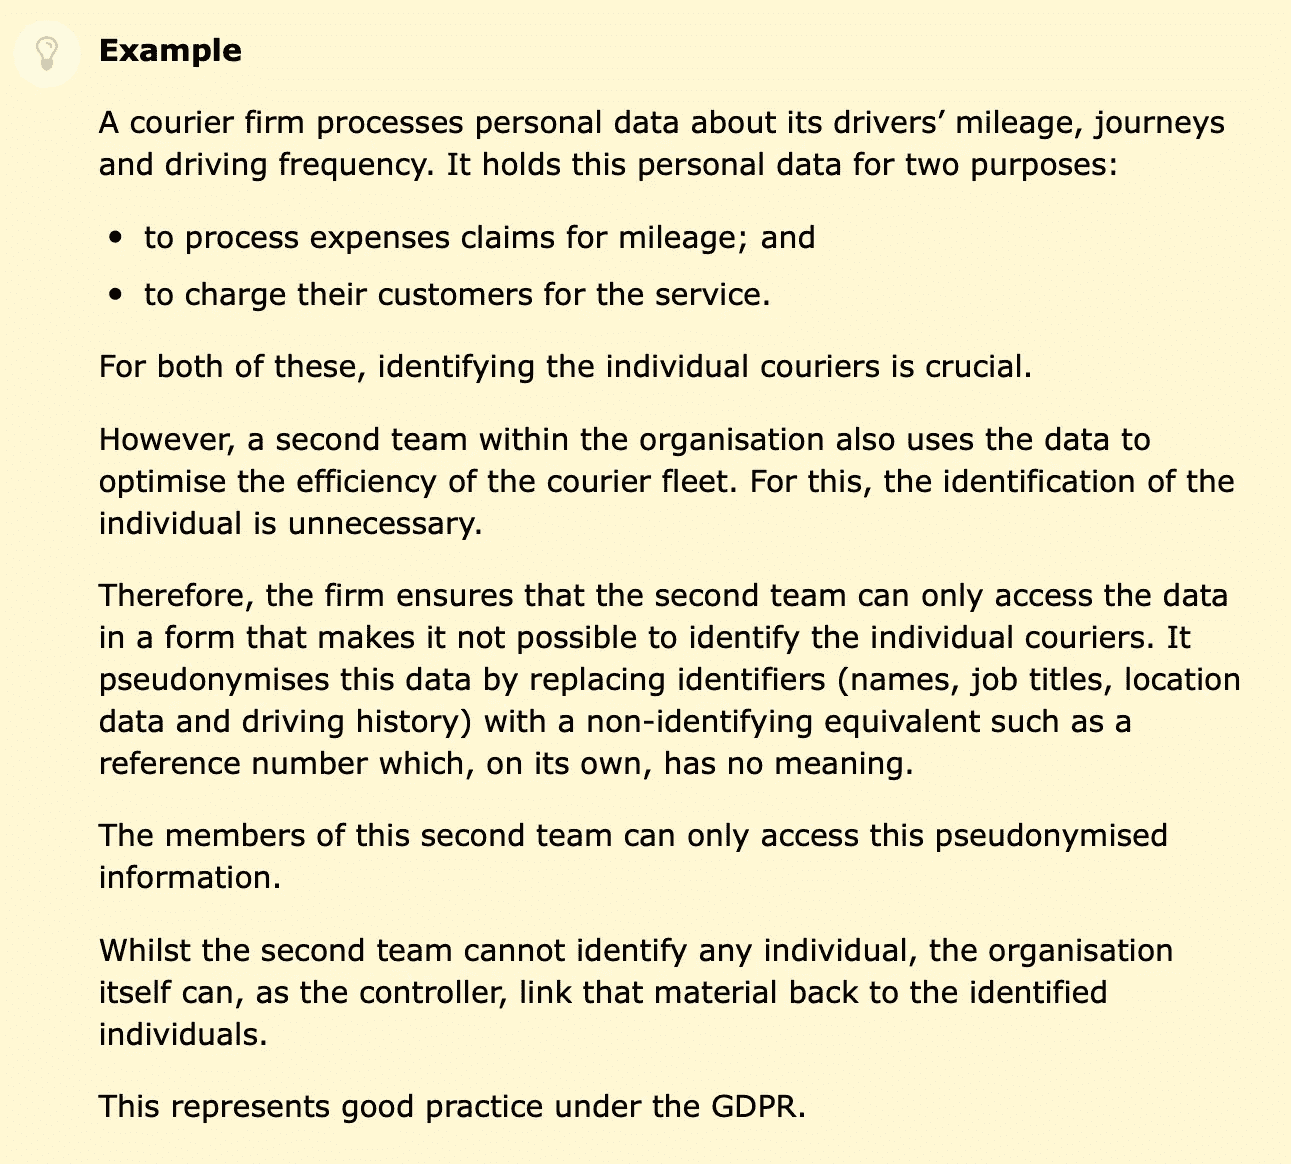 Example
A courier firm processes personal data about its drivers’ mileage, journeys
and driving frequency. It holds this personal data for two purposes:
• to process expenses claims for mileage; and
• to charge their customers for the service.
For both of these, identifying the individual couriers is crucial.
However, a second team within the organisation also uses the data to
optimise the efficiency of the courier fleet. For this, the identification of the
individual is unnecessary.
Therefore, the firm ensures that the second team can only access the data
in a form that makes it not possible to identify the individual couriers. It
pseudonymises this data by replacing identifiers (names, job titles, location
data and driving history) with a non-identifying equivalent such as a
reference number which, on its own, has no meaning.
The members of this second team can only access this pseudonymised
information.
Whilst the second team cannot identify any individual, the organisation
itself can, as the controller, link that material back to the identified
individuals.
This represents good practice under the GDPR.